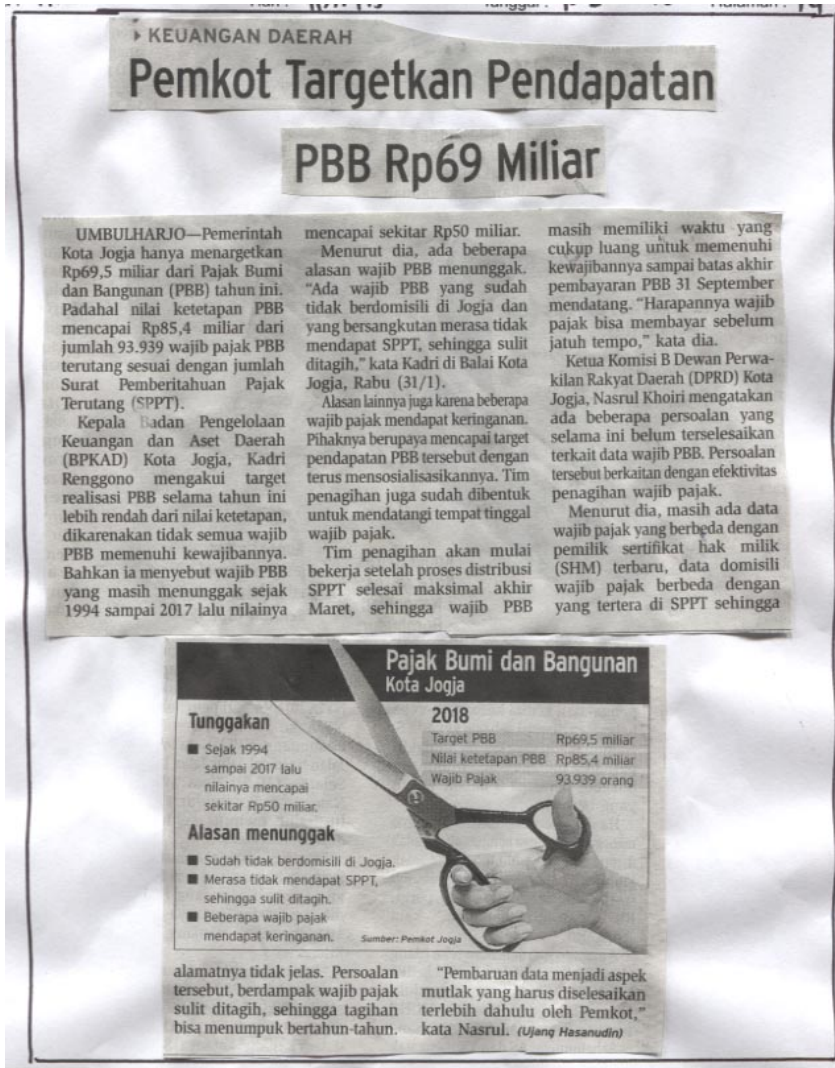 KEUANGAN DAERAH
Pemkot Targetkan Pendapatan
PBB Rp69 Miliar
UMBULHARJO—Pemerintah
Kota Jogja hanya menargetkan
Rp69,5 miliar dari Pajak Bumi
dan Bangunan (PBB) tahun ini.
Padahal nilai ketetapan PBB
mencapai Rp85,4 miliar dari
jumlah 93.939 wajib pajak PBB
terutang sesuai dengan jumlah
Surat Pemberitahuan Pajak
Terutang (SPPT).
Kepala Badan Pengelolaan
Keuangan dan Aset Daerah
(BPKAD) Kota Jogja, Kadri
Renggono mengakui target
realisasi PBB selama tahun ini
lebih rendah dari nilai ketetapan,
dikarenakan tidak semua wajib
PBB memenuhi kewajibannya.
Bahkan ia menyebut wajib PBB
yang masih menunggak sejak
1994 sampai 2017 lalu nilainya
mencapai sekitar Rp50 miliar.
Menurut dia, ada beberapa
alasan wajib PBB menunggak.
“Ada wajib PBB yang sudah
tidak berdomisili di Jogja dan
yang bersangkutan merasa tidak
mendapat SPPT, sehingga sulit
ditagih,” kata Kadri di Balai Kota
Jogja, Rabu (31/1).
Alasan lainnya juga karena beberapa
wajib pajak mendapat keringanan.
Pihaknya berupaya mencapai target
pendapatan PBB tersebut dengan
terus mensosialisasikannya. Tim
penagihan juga sudah dibentuk
untuk mendatangi tempat tinggal
wajib pajak.
Tim penagihan akan mulai
bekerja setelah proses distribusi
SPPT selesai maksimal akhir
Maret, sehingga wajib PBB
masih memiliki waktu yang
cukup luang untuk memenuhi
kewajibannya sampai batas akhir
pembayaran PBB 31 September
mendatang. “Harapannya wajib
pajak bisa membayar sebelum
jatuh tempo,” kata dia.
Ketua Komisi B Dewan Perwa-
kilan Rakyat Daerah (DPRD) Kota
Jogja, Nasrul Khoiri mengatakan
ada beberapa persoalan yang
selama ini belum terselesaikan
terkait data wajib PBB. Persoalan
tersebut berkaitan dengan efektivitas
penagihan wajib pajak.
Menurut dia, masih ada data
wajib pajak yang berbeda dengan
pemilik sertifikat hak milik
(SHM) terbaru, data domisili
wajib pajak berbeda dengan
yang tertera di SPPT sehingga
Pajak Bumi dan Bangunan
Kota Jogja
Tunggakan
Sejak 1994
sampai 2017 lalu
nilainya mencapai
sekitar Rp50 miliar.
Alasan menunggak
Sudah tidak berdomisili di Jogja.
Merasa tidak mendapat SPPT,
sehingga sulit ditagih.
Beberapa wajib pajak
mendapat keringanan.
2018
Target PBB Rp69,5 miliar
Nilai ketetapan PBB Rp85,4 miliar
Wajib Pajak 93.939 orang
Sumber: Pemkot Jogja
alamatnya tidak jelas. Persoalan
tersebut, berdampak wajib pajak
sulit ditagih, sehingga tagihan
bisa menumpuk bertahun-tahun.
“Pembaruan data menjadi aspek
mutlak yang harus diselesaikan
terlebih dahulu oleh Pemkot,”
kata Nasrul. (Ujang Hasanudin)